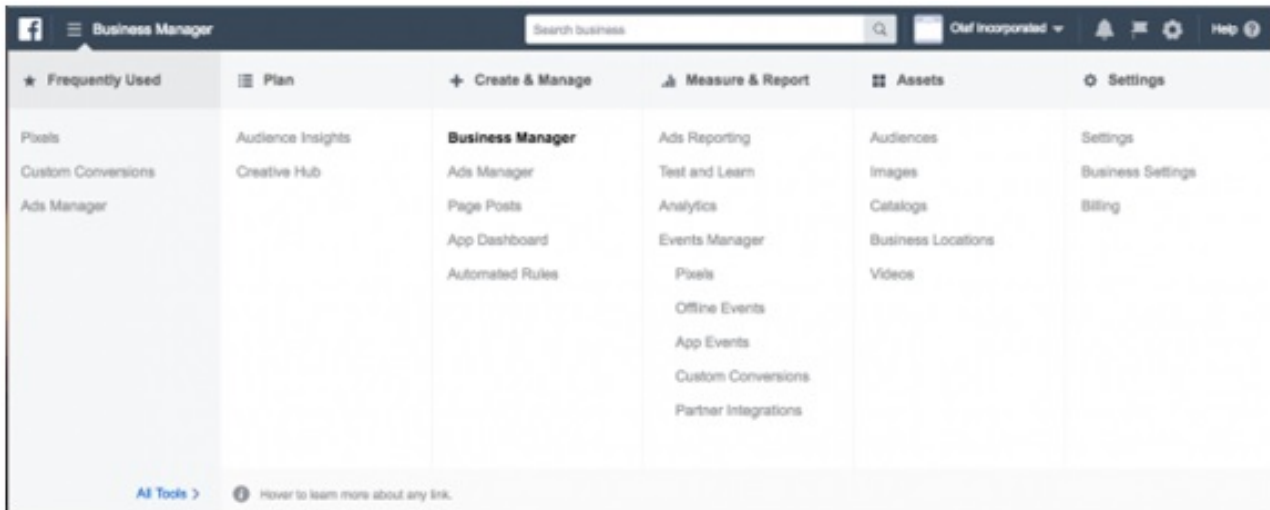 Business Manager
Search business
Olaf Incorporated
Help
Frequently Used
Pixels
Custom Conversions
Ads Manager
All Tools >
Plan
Audience Insights
Creative Hub
Create & Manage
Business Manager
Ads Manager
Page Posts
App Dashboard
Automated Rules
Measure & Report
Ads Reporting
Test and Learn
Analytics
Events Manager
Pixels
Offline Events
App Events
Custom Conversions
Partner Integrations
Assets
Audiences
Images
Catalogs
Business Locations
Videos
Settings
Settings
Business Settings
Billing
Hover to learn more about any link.